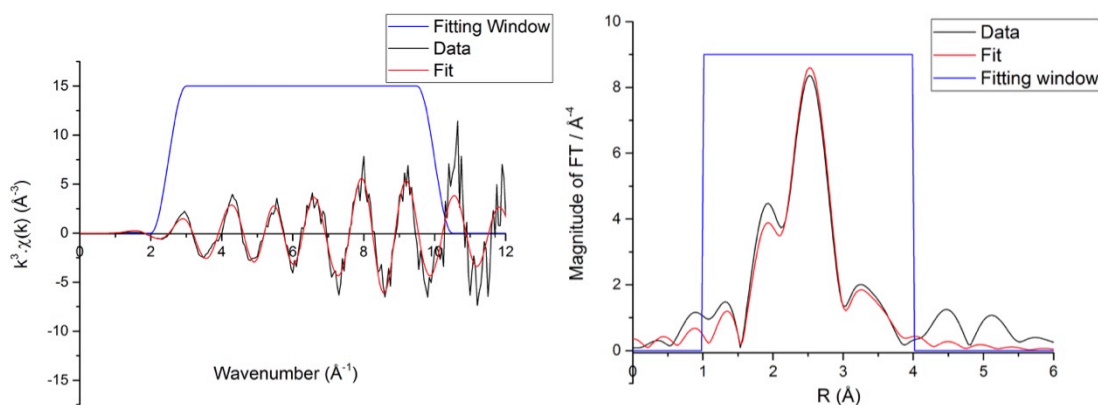 Fitting Window
Data
Fit
k³.χ(k) (Å⁻³)
15
10
5
0
-5
-10
-15
0 2 4 6 8 10 12
Wavenumber (Å⁻¹)
Data
Fit
Fitting window
Magnitude of FT / Å⁻⁴
10
8
6
4
2
0
0 1 2 3 4 5 6
R (Å)